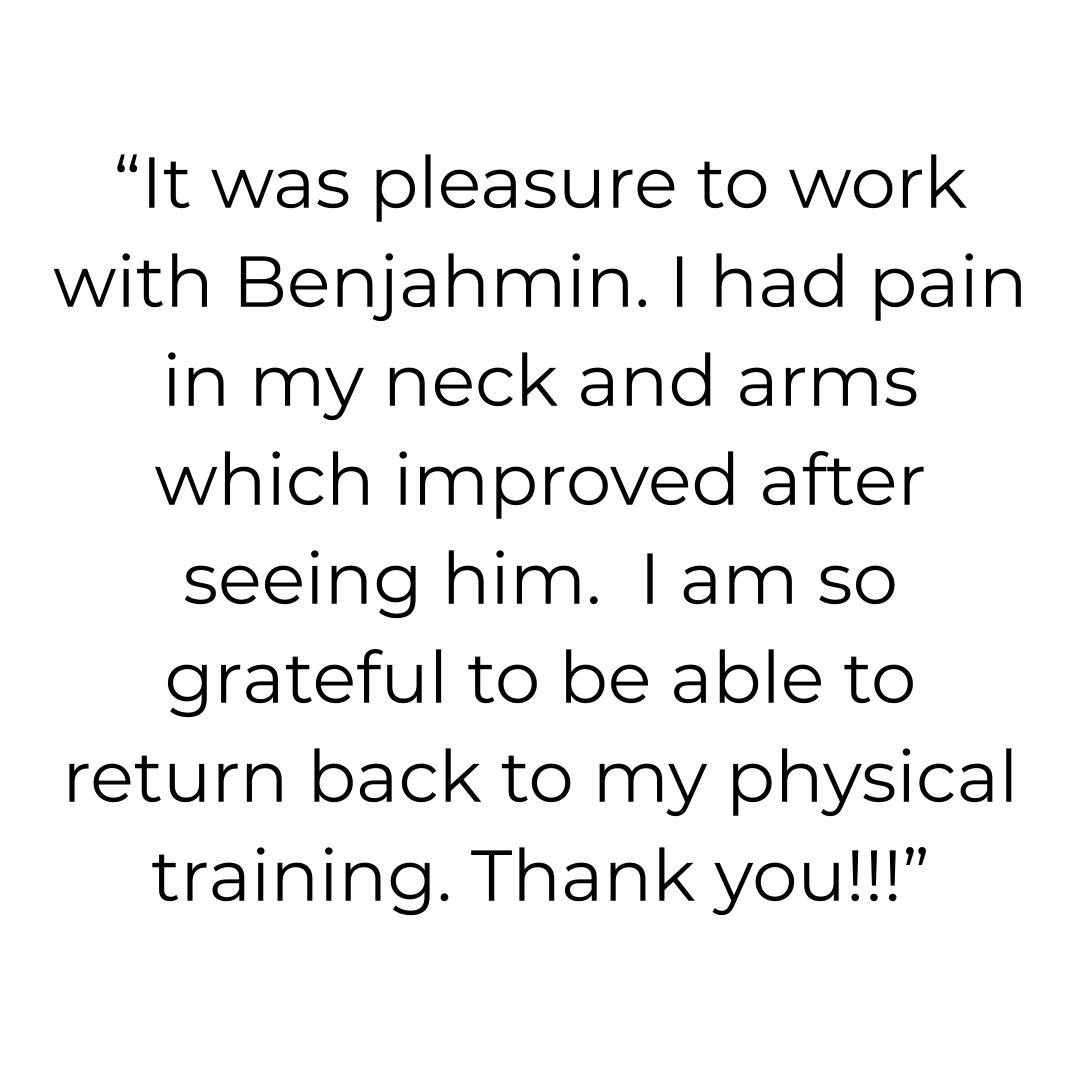 “It was pleasure to work
with Benjahmin. I had pain
in my neck and arms
which improved after
seeing him.  I am so
grateful to be able to
return back to my physical
training. Thank you!!!”